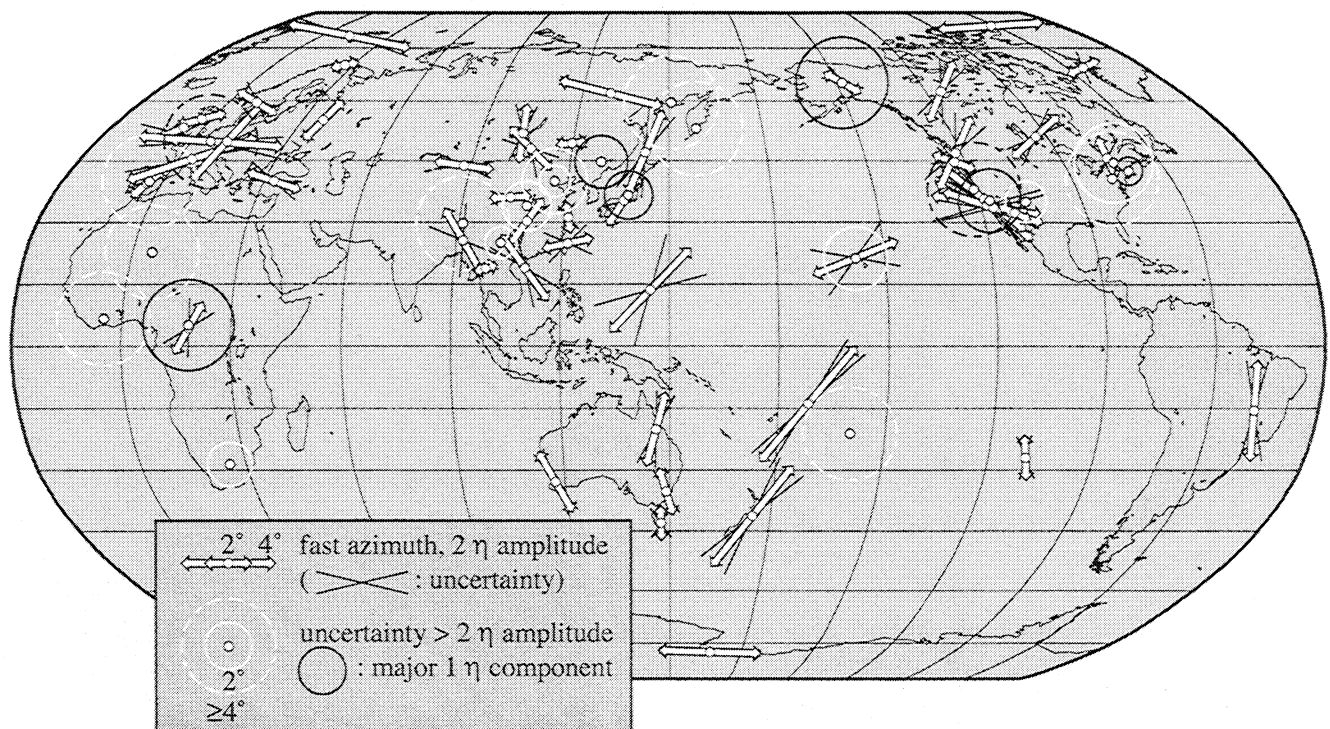 2° 4° fast azimuth, 2 η amplitude
( : uncertainty)
uncertainty > 2 η amplitude
: major 1 η component
2°
≥4°